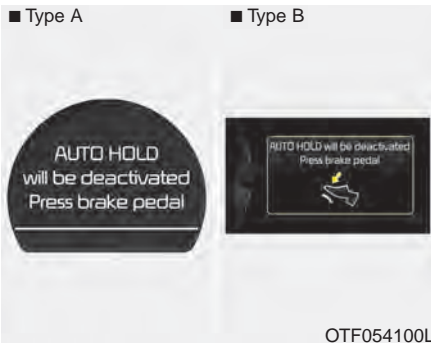 ■ Type A
■ Type B
AUTO HOLD
will be deactivated
Press brake pedal
AUTO HOLD will be deactivated
Press brake pedal
OTF054100L